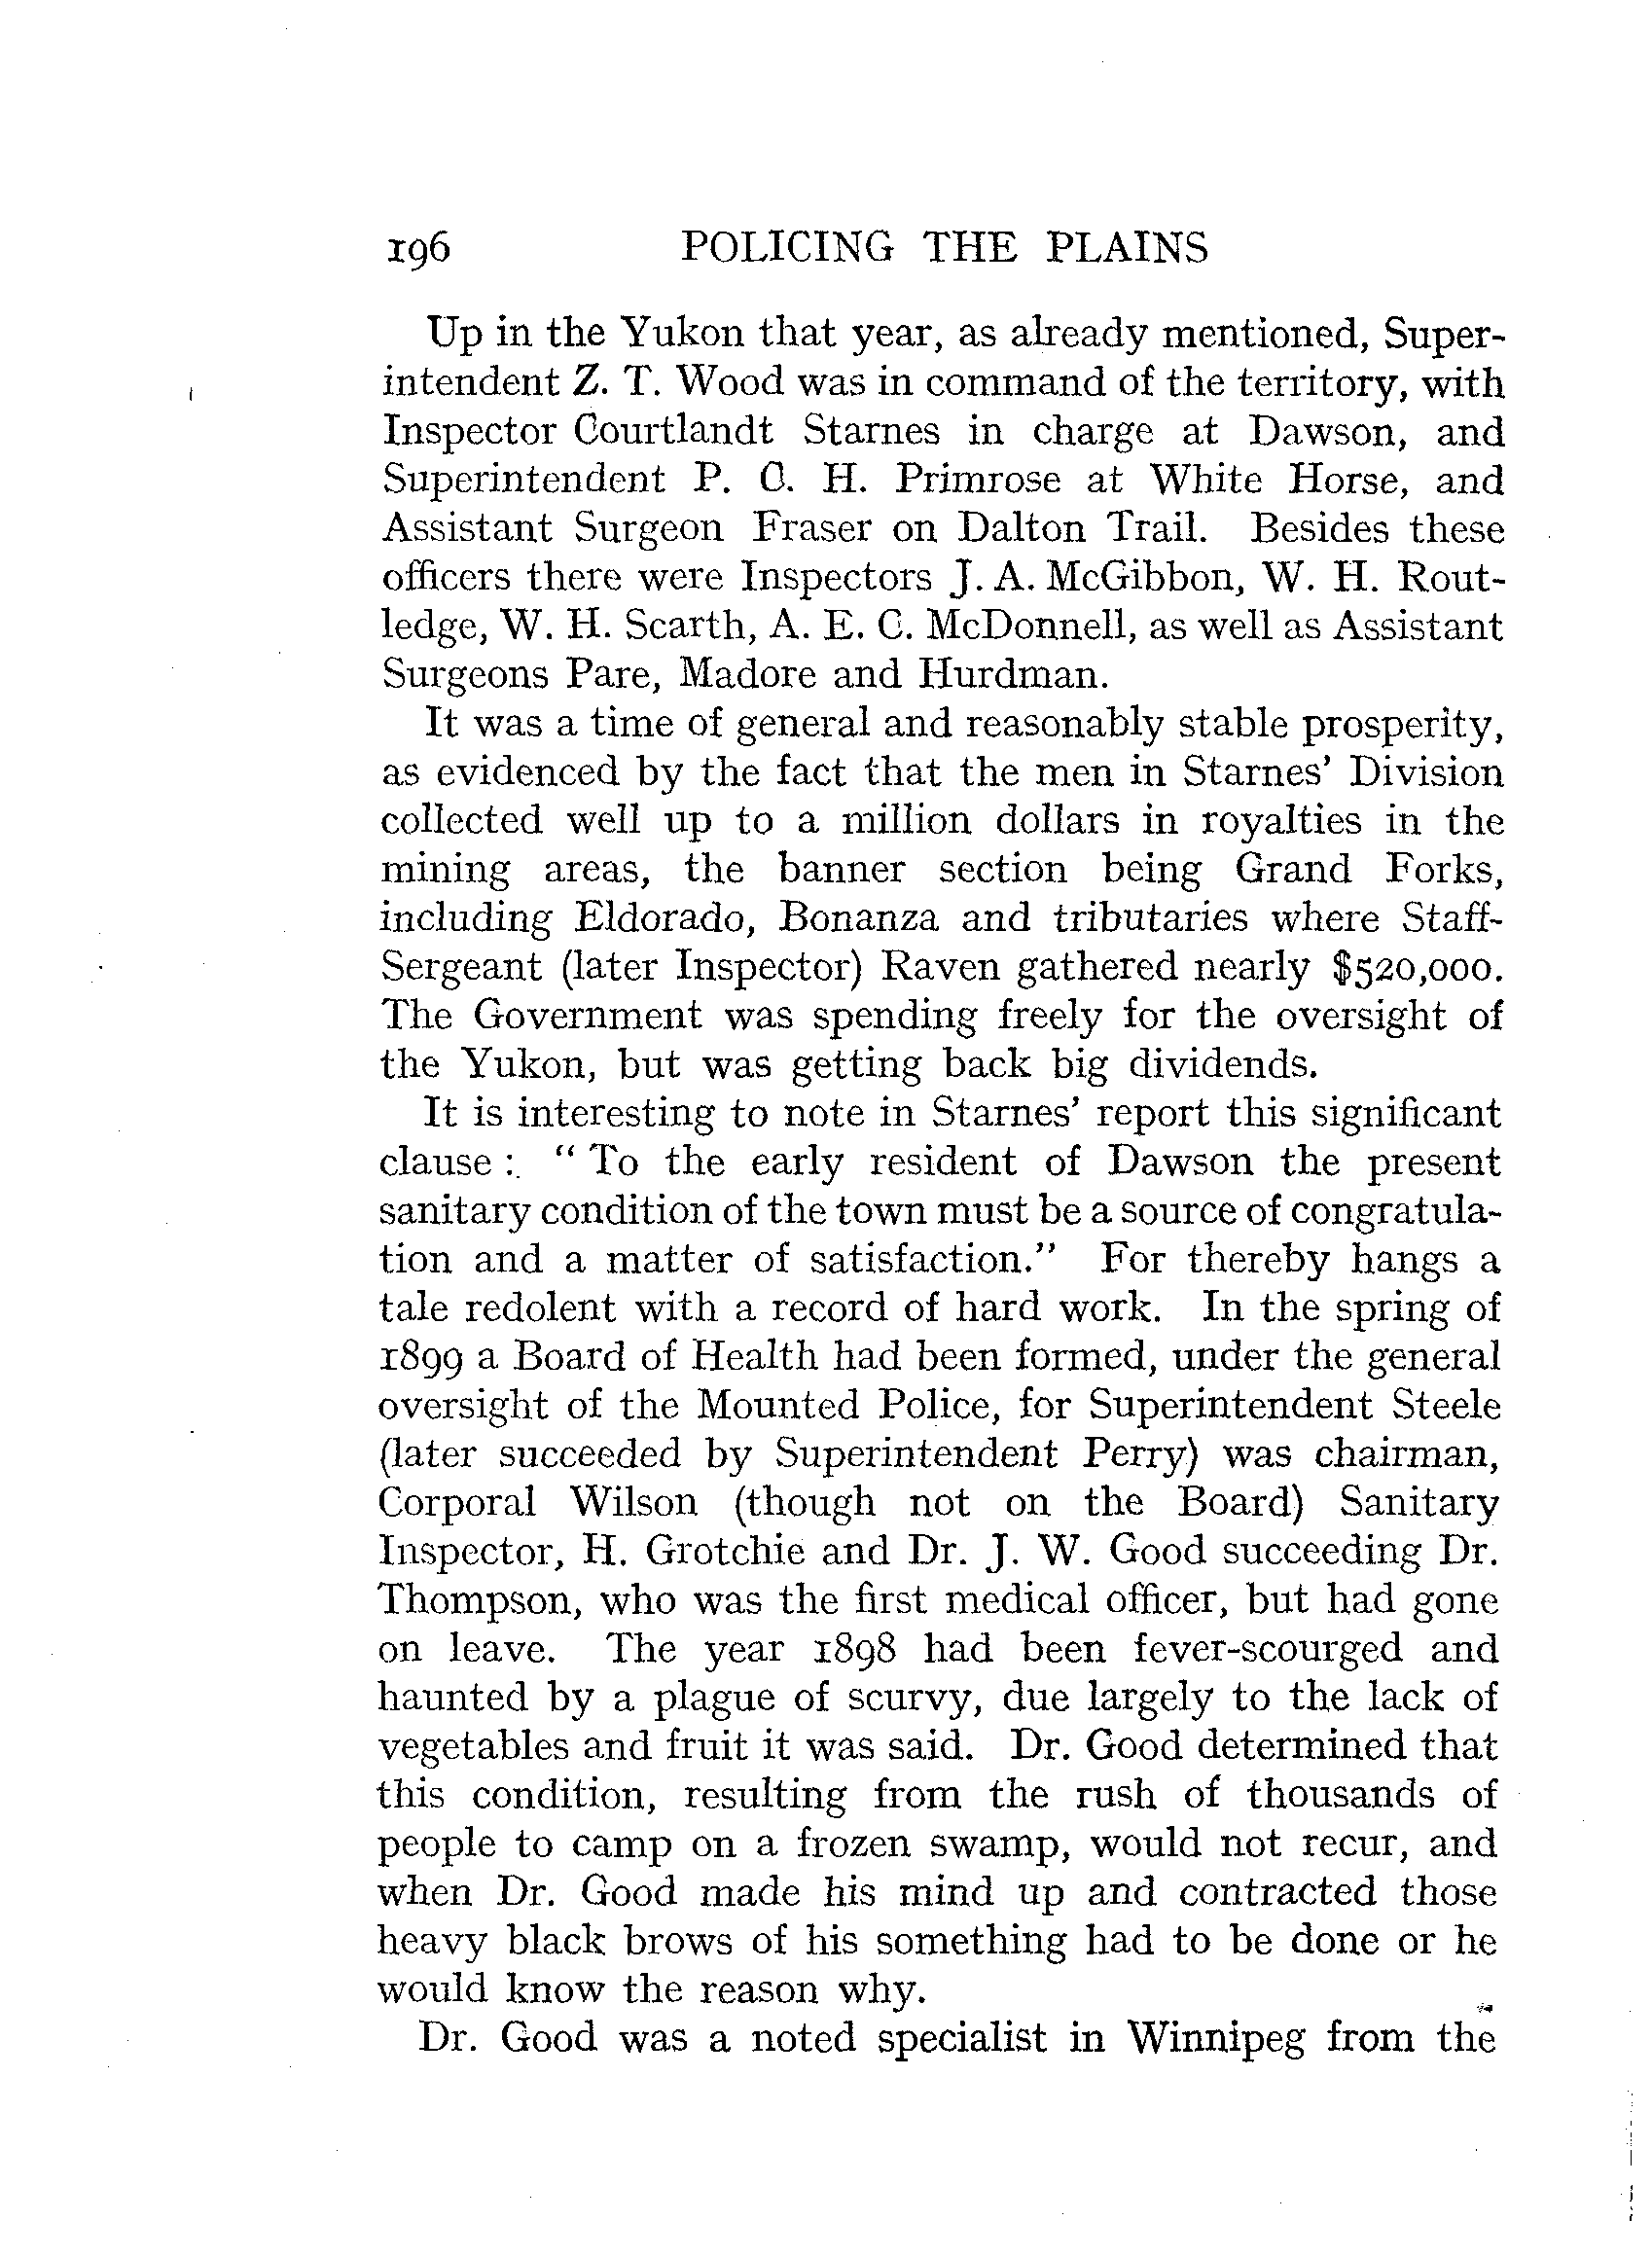 196 POLICING THE PLAINS
Up in the Yukon that year, as already mentioned, Super-
intendent Z. T. Wood was in command of the territory, with
Inspector Courtlandt Starnes in charge at Dawson, and
Superintendent P. C. H. Primrose at White Horse, and
Assistant Surgeon Fraser on Dalton Trail. Besides these
officers there were Inspectors J. A. McGibbon, W. H. Rout-
ledge, W. H. Scarth, A. E. C. McDonnell, as well as Assistant
Surgeons Pare, Madore and Hurdman.
It was a time of general and reasonably stable prosperity,
as evidenced by the fact that the men in Starnes' Division
collected well up to a million dollars in royalties in the
mining areas, the banner section being Grand Forks,
including Eldorado, Bonanza and tributaries where Staff-
Sergeant (later Inspector) Raven gathered nearly $520,000.
The Government was spending freely for the oversight of
the Yukon, but was getting back big dividends.
It is interesting to note in Starnes' report this significant
clause : " To the early resident of Dawson the present
sanitary condition of the town must be a source of congratula-
tion and a matter of satisfaction." For thereby hangs a
tale redolent with a record of hard work. In the spring of
1899 a Board of Health had been formed, under the general
oversight of the Mounted Police, for Superintendent Steele
(later succeeded by Superintendent Perry) was chairman,
Corporal Wilson (though not on the Board) Sanitary
Inspector, H. Grotchie and Dr. J. W. Good succeeding Dr.
Thompson, who was the first medical officer, but had gone
on leave. The year 1898 had been fever-scourged and
haunted by a plague of scurvy, due largely to the lack of
vegetables and fruit it was said. Dr. Good determined that
this condition, resulting from the rush of thousands of
people to camp on a frozen swamp, would not recur, and
when Dr. Good made his mind up and contracted those
heavy black brows of his something had to be done or he
would know the reason why.
Dr. Good was a noted specialist in Winnipeg from the